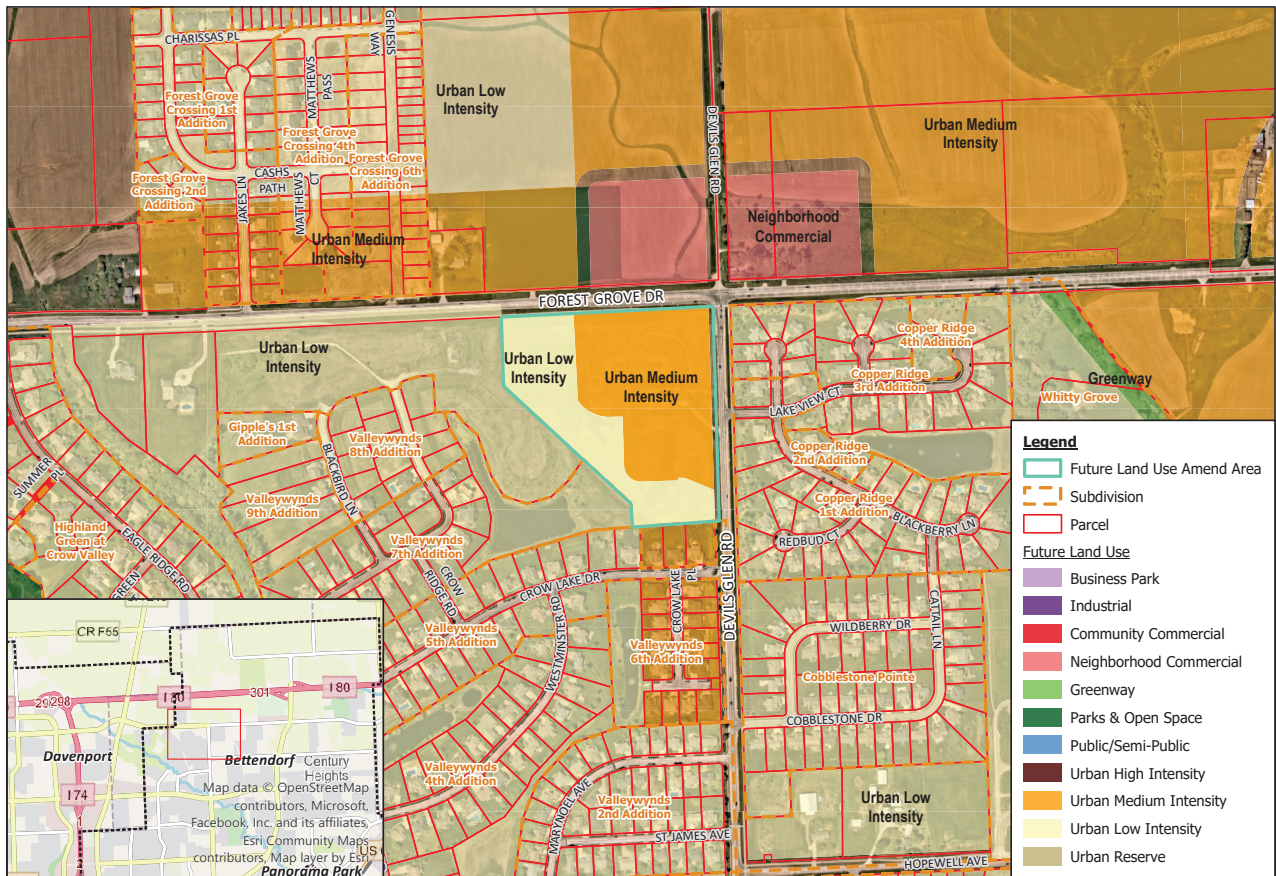 CHARISSAS PL
GENESIS
WAY
MATTHEWS
PASS
Forest Grove
Crossing 1st
Addition
Forest Grove
Crossing 4th
Addition
Forest Grove
Crossing 6th
Addition
Forest Grove
Crossing 2nd
Addition
CASHS
PATH
JAKES LN
MATTHEWS
CT
Urban Medium
Intensity
Urban Low
Intensity
DEVILS GLEN RD
Urban Medium
Intensity
Neighborhood
Commercial
FOREST GROVE DR
Urban Low
Intensity
Urban Low
Intensity
Urban Medium
Intensity
Copper Ridge
4th Addition
Copper Ridge
3rd Addition
LAKE VIEW CT
Greenway
Whitty Grove
Gipple's 1st
Addition
Valleywynds
8th Addition
BLACKBIRD LN
Valleywynds
9th Addition
SUMMER
PL
Highland
Green at
Crow Valley
EAGLE RIDGE RD
GREEN
Valleywynds
7th Addition
CROW
RIDGE RD
Copper Ridge
2nd Addition
Copper Ridge
1st Addition
BLACKBERRY LN
REDBUD CT
CROW LAKE DR
CROW LAKE
PL
DEVILS GLEN RD
CATTAIL LN
WILDBERRY DR
Valleywynds
5th Addition
WESTMINSTER RD
Valleywynds
6th Addition
Cobblestone Pointe
COBBLESTONE DR
Valleywynds
4th Addition
MARYNOEL AVE
Valleywynds
2nd Addition
ST JAMES AVE
Urban Low
Intensity
HOPEWELL AVE
Legend
Future Land Use Amend Area
Subdivision
Parcel
Future Land Use
Business Park
Industrial
Community Commercial
Neighborhood Commercial
Greenway
Parks & Open Space
Public/Semi-Public
Urban High Intensity
Urban Medium Intensity
Urban Low Intensity
Urban Reserve
CR F55
I 80
301
I 80
298
Davenport
Bettendorf
Century
Heights
I 74
Map data © OpenStreetMap
contributors, Microsoft,
Facebook, Inc. and its affiliates,
Esri Community Maps
contributors, Map layer by Esri
US
Panorama Park